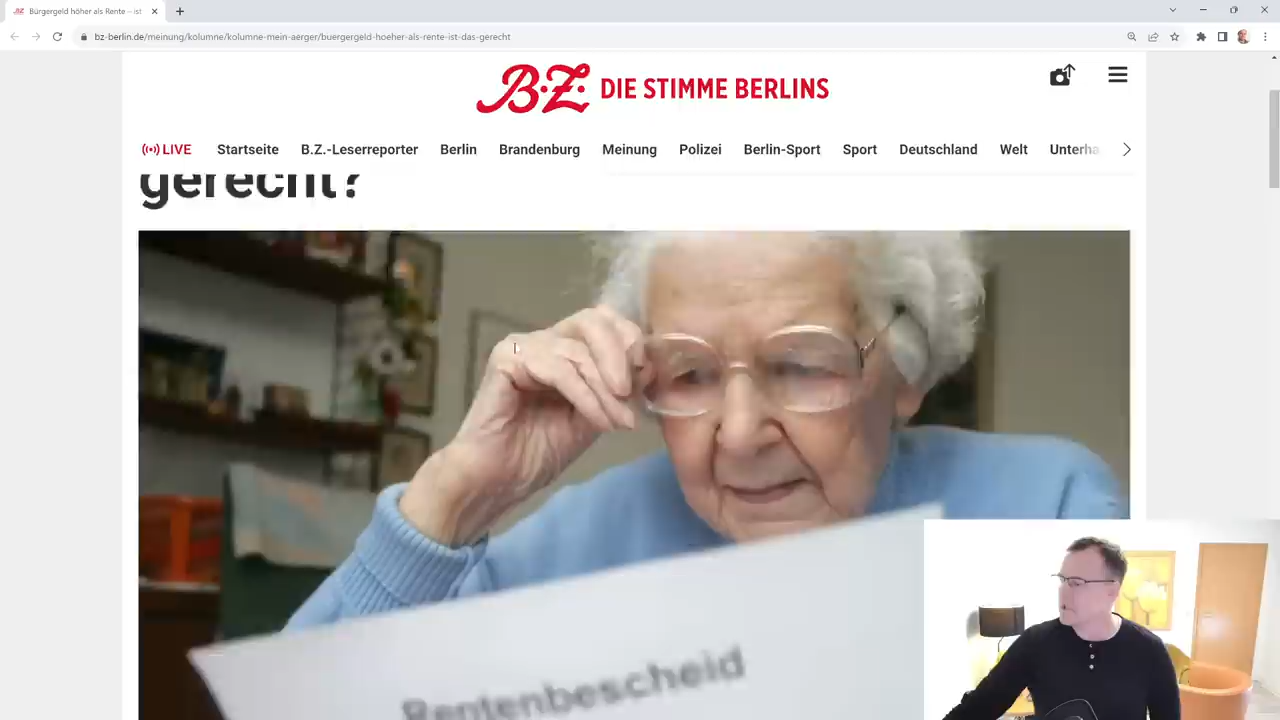 Bürgergeld höher als Rente – ist
bz-berlin.de/meinung/kolumne/kolumne-mein-aerger/buergergeld-hoeher-als-rente-ist-das-gerecht
B.Z. DIE STIMME BERLINS
LIVE Startseite B.Z.-Leserreporter Berlin Brandenburg Meinung Polizei Berlin-Sport Sport Deutschland Welt Unterha
gerecht?
Rentenbescheid